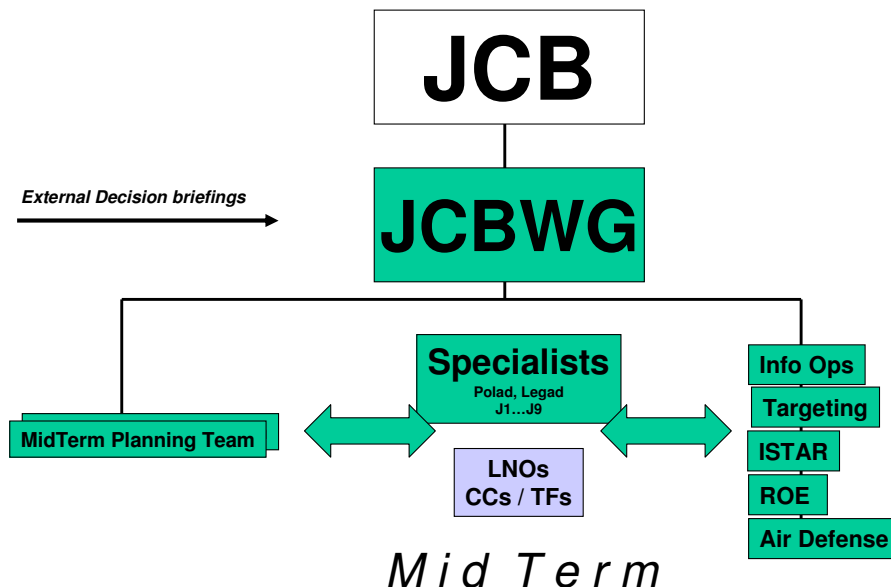 JCB
External Decision briefings
JCBWG
Specialists
Polad, Legad
J1...J9
Info Ops
Targeting
MidTerm Planning Team
ISTAR
LNOs
CCs / TFs
ROE
Air Defense
Mid Term